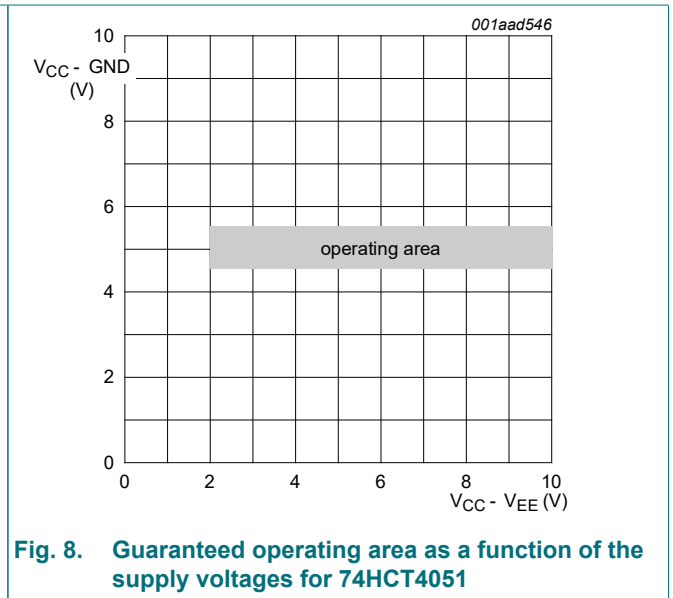 001aad546
10
VCC - GND
(V)
8
6
operating area
4
2
0
0 2 4 6 8 10
VCC - VEE (V)
Fig. 8. Guaranteed operating area as a function of the
supply voltages for 74HCT4051